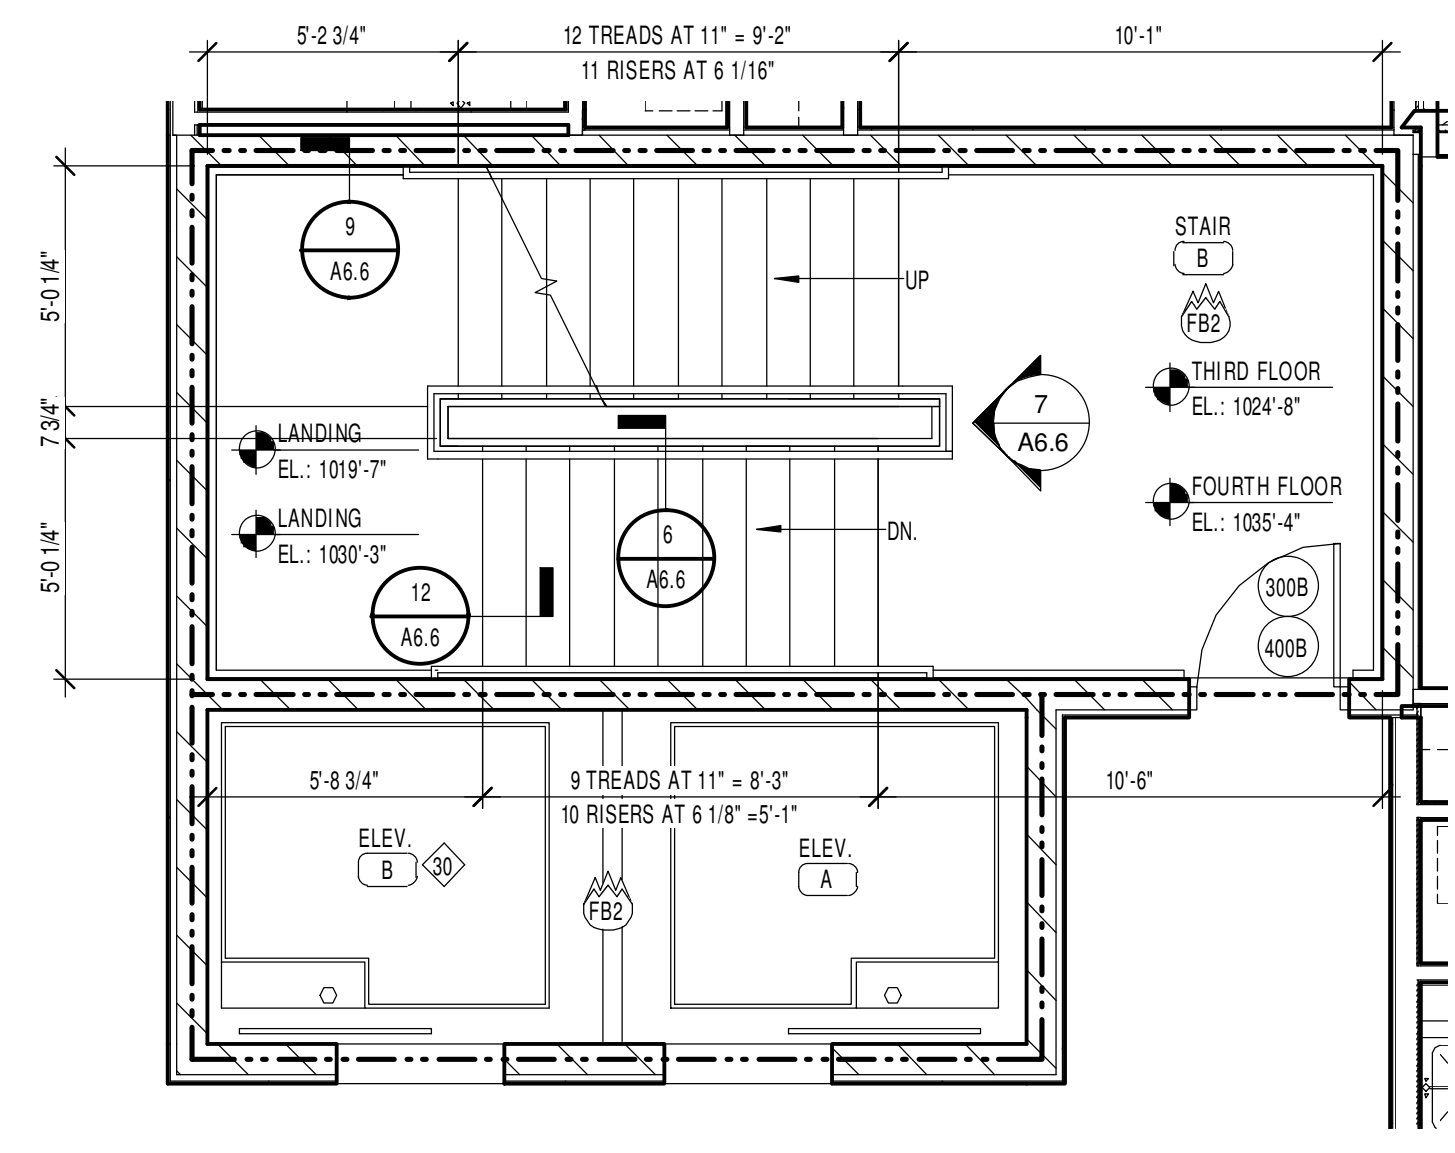 5'-2 3/4"
12 TREADS AT 11" = 9'-2"
11 RISERS AT 6 1/16"
10'-1"
5'-0 1/4"
7 3/4"
5'-0 1/4"
9
A6.6
UP
STAIR
B
FB2
THIRD FLOOR
EL.: 1024'-8"
7
A6.6
LANDING
EL.: 1019'-7"
FOURTH FLOOR
EL.: 1035'-4"
LANDING
EL.: 1030'-3"
6
A6.6
DN.
12
A6.6
300B
400B
5'-8 3/4"
9 TREADS AT 11" = 8'-3"
10 RISERS AT 6 1/8" =5'-1"
10'-6"
ELEV.
B
30
ELEV.
A
FB2